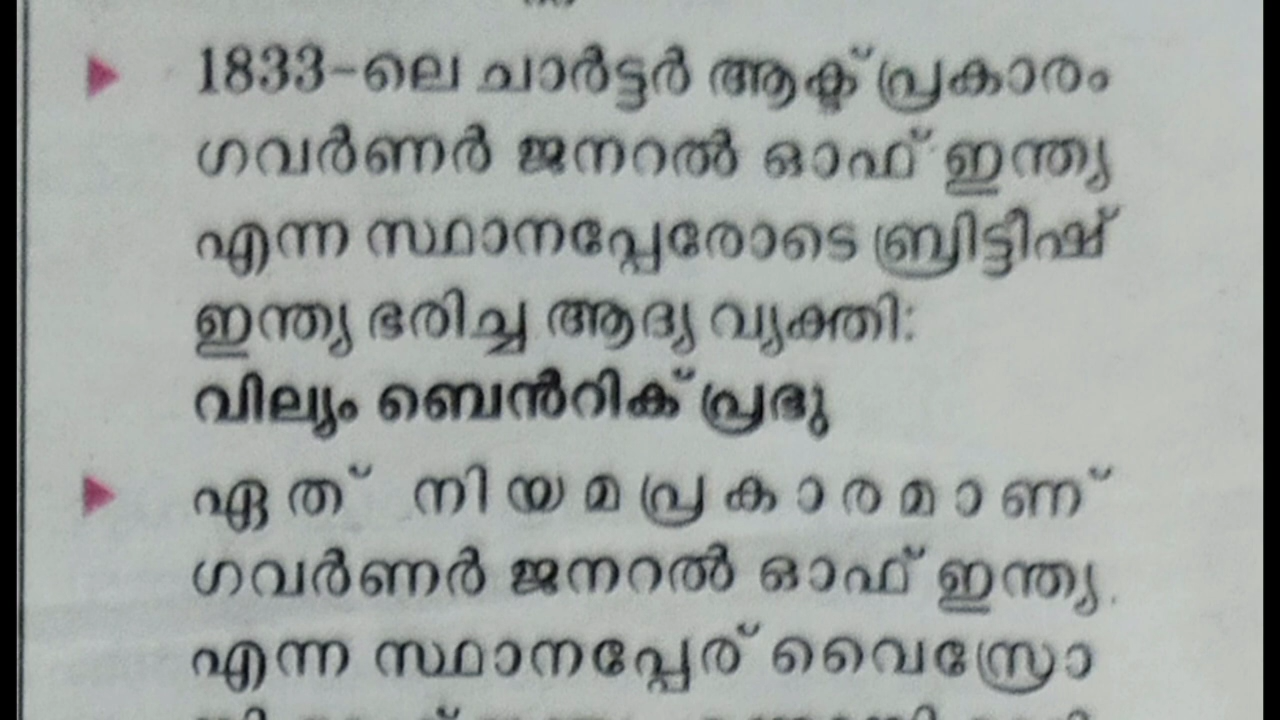 1833-ലെ ചാർട്ടർ ആക്ട് പ്രകാരം
ഗവർണർ ജനറൽ ഓഫ് ഇന്ത്യ
എന്ന സ്ഥാനപ്പേരോടെ ബ്രിട്ടീഷ്
ഇന്ത്യ ഭരിച്ച ആദ്യ വ്യക്തി:
വില്യം ബെൻറിക് പ്രഭു
ഏത് നിയമപ്രകാരമാണ്
ഗവർണർ ജനറൽ ഓഫ് ഇന്ത്യ
എന്ന സ്ഥാനപ്പേര് വൈസ്രോ